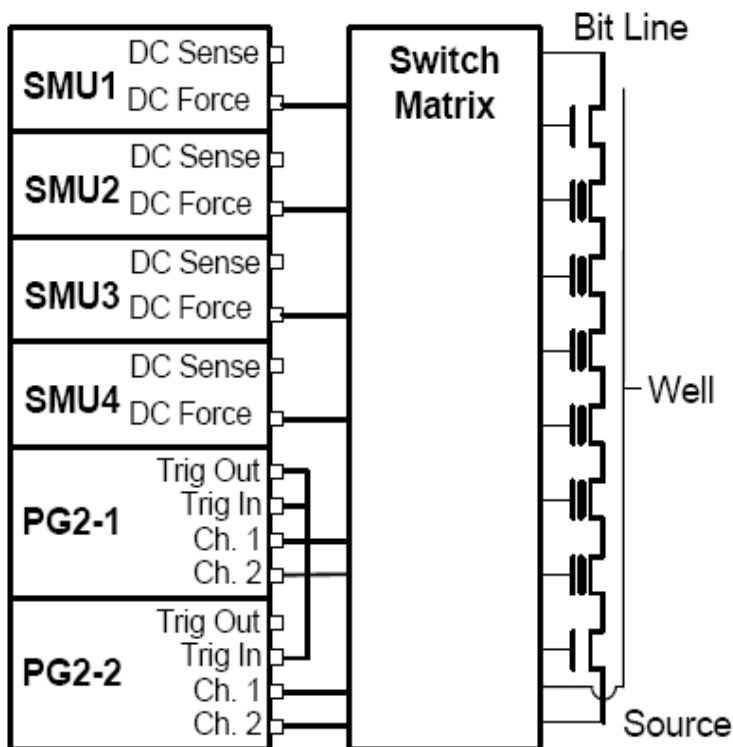 SMU1
DC Sense
DC Force
SMU2
DC Sense
DC Force
SMU3
DC Sense
DC Force
SMU4
DC Sense
DC Force
PG2-1
Trig Out
Trig In
Ch. 1
Ch. 2
PG2-2
Trig Out
Trig In
Ch. 1
Ch. 2
Switch
Matrix
Bit Line
Well
Source